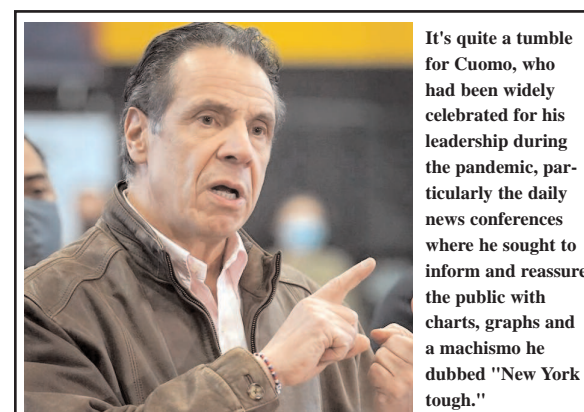 It's quite a tumble
for Cuomo, who
had been widely
celebrated for his
leadership during
the pandemic, par-
ticularly the daily
news conferences
where he sought to
inform and reassure
the public with
charts, graphs and
a machismo he
dubbed "New York
tough."